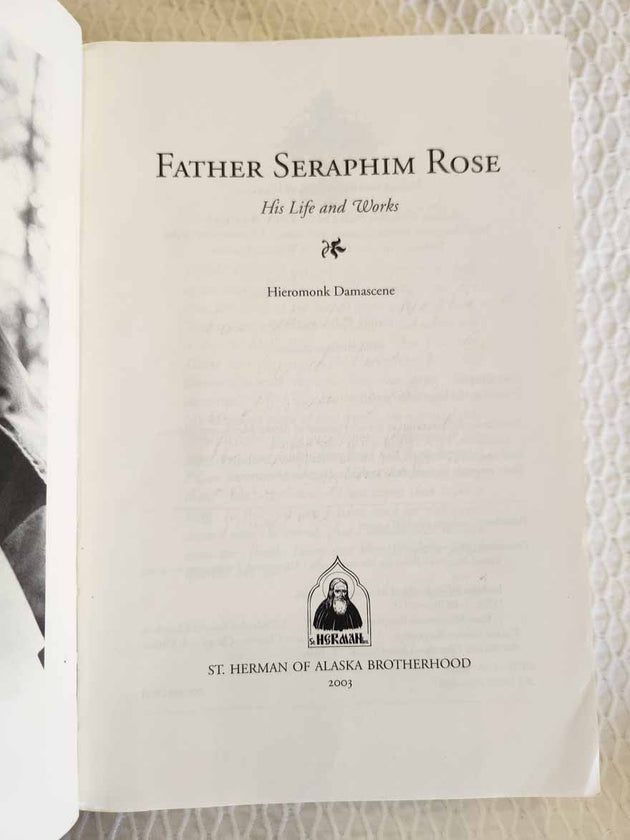 FATHER SERAPHIM ROSE
His Life and Works
Hieromonk Damascene
St. HERMAN
ST. HERMAN OF ALASKA BROTHERHOOD
2003